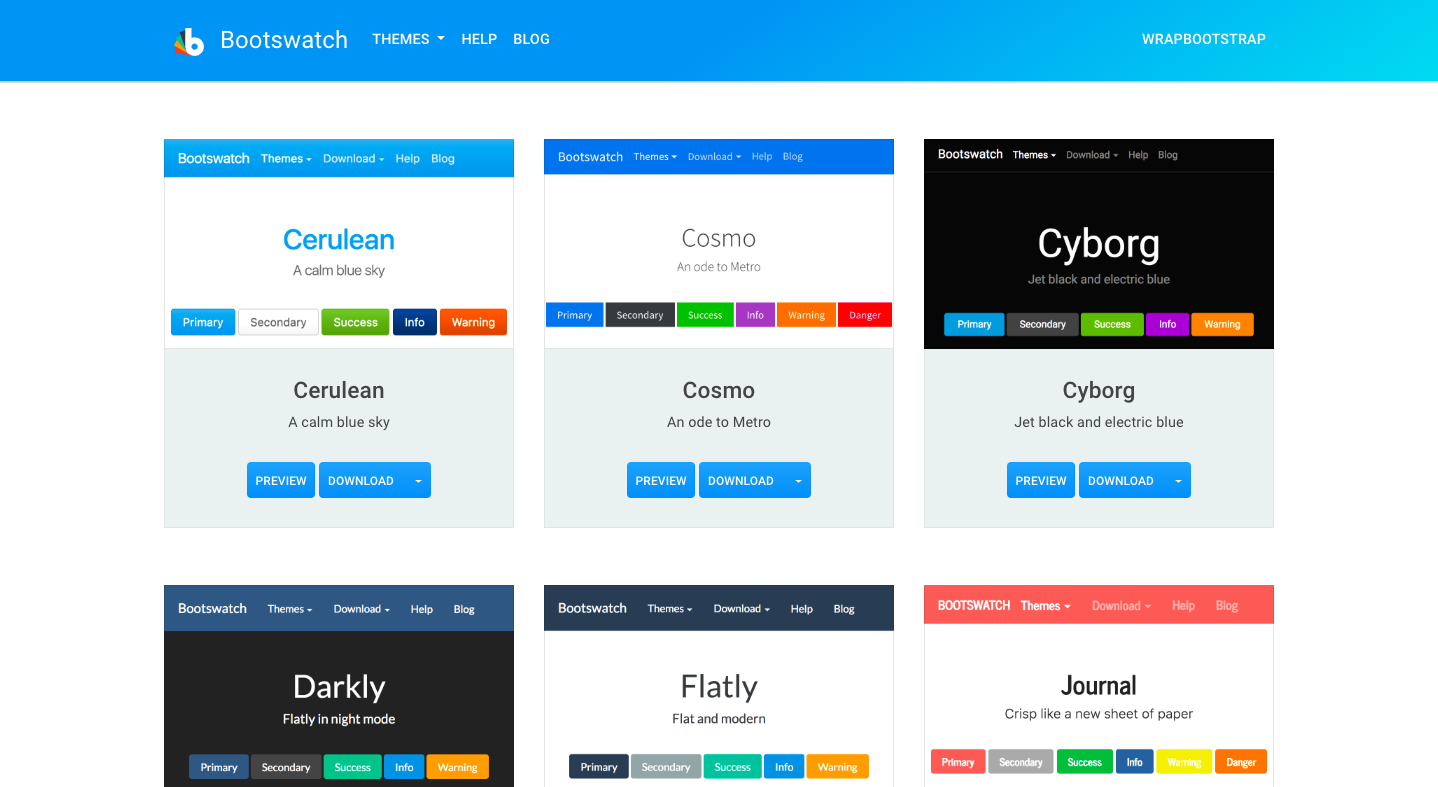 Bootswatch THEMES HELP BLOG WRAPBOOTSTRAP
Bootswatch Themes Download Help Blog
Cerulean
A calm blue sky
Primary Secondary Success Info Warning
Cerulean
A calm blue sky
PREVIEW DOWNLOAD
Bootswatch Themes Download Help Blog
Cosmo
An ode to Metro
Primary Secondary Success Info Warning Danger
Cosmo
An ode to Metro
PREVIEW DOWNLOAD
Bootswatch Themes Download Help Blog
Cyborg
Jet black and electric blue
Primary Secondary Success Info Warning
Cyborg
Jet black and electric blue
PREVIEW DOWNLOAD
Bootswatch Themes Download Help Blog
Darkly
Flatly in night mode
Primary Secondary Success Info Warning
Bootswatch Themes Download Help Blog
Flatly
Flat and modern
Primary Secondary Success Info Warning
BOOTSWATCH Themes Download Help Blog
Journal
Crisp like a new sheet of paper
Primary Secondary Success Info Warning Danger